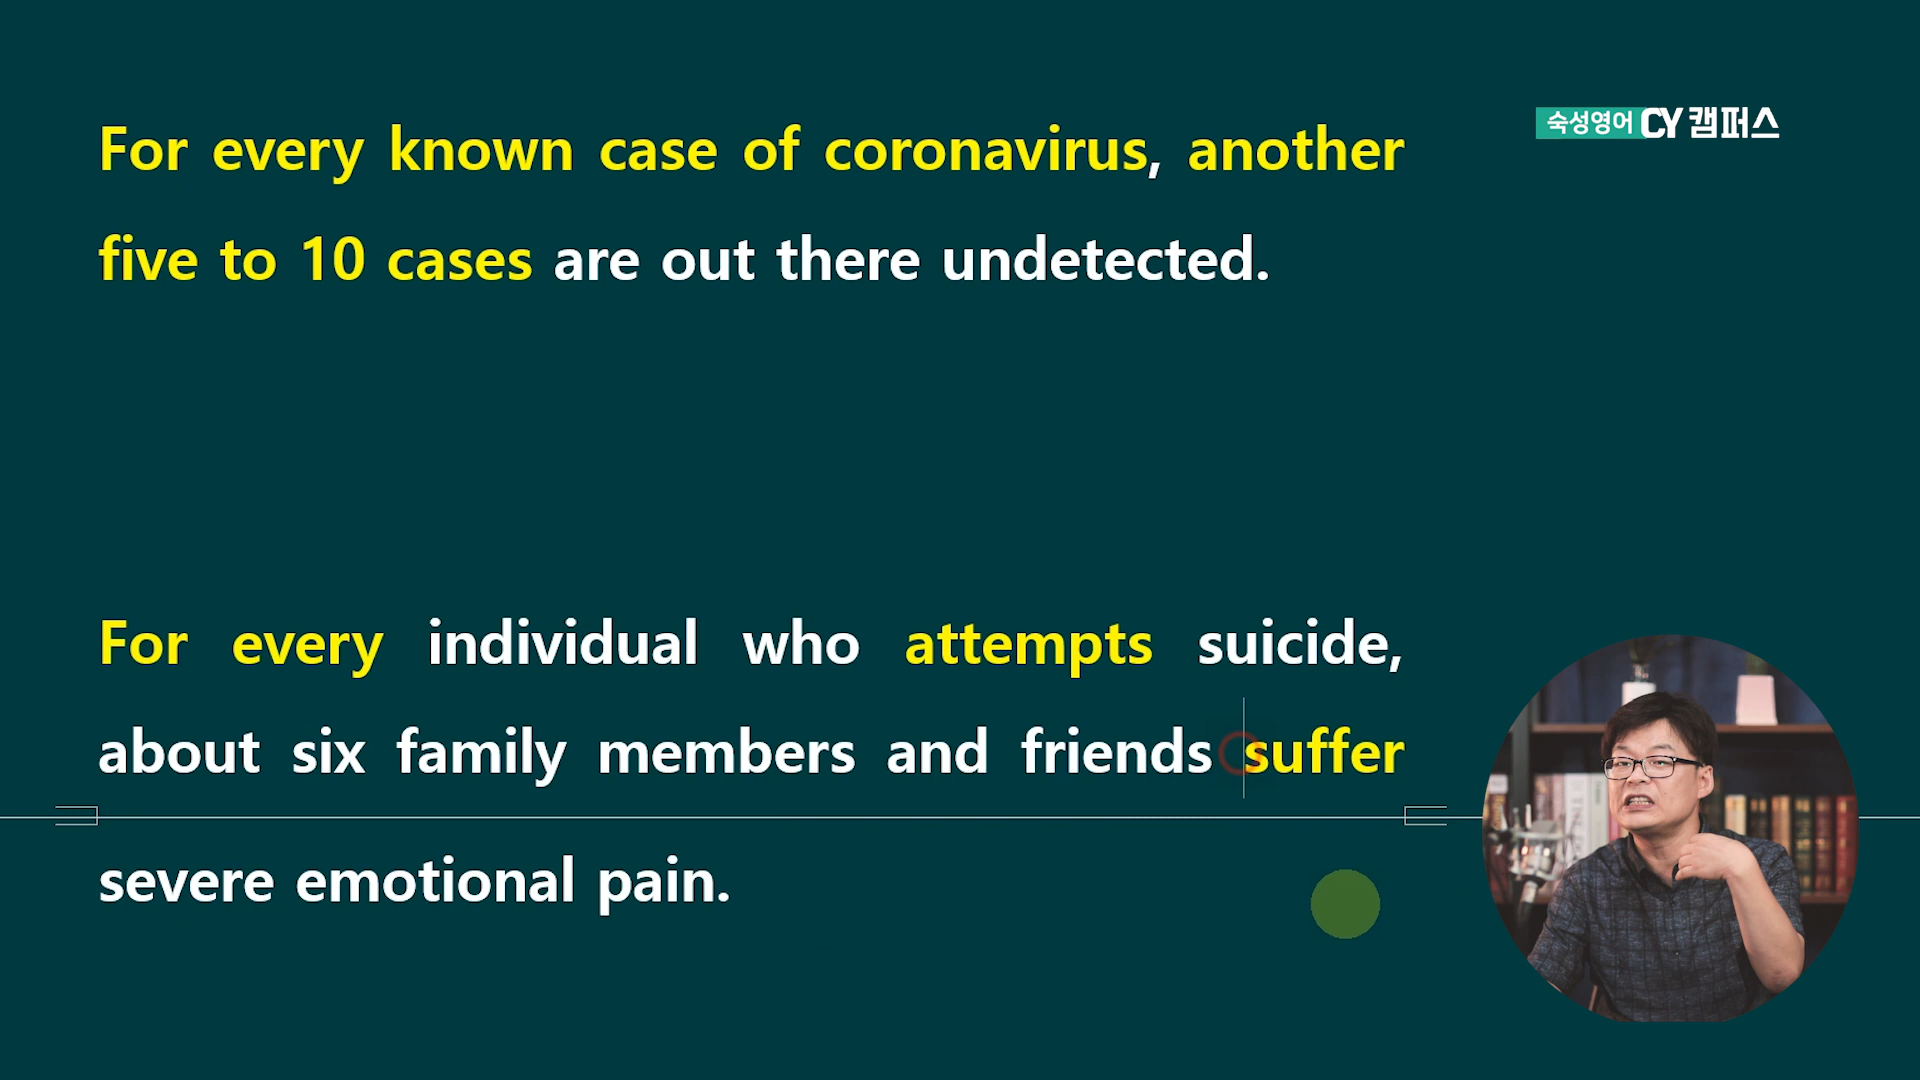 For every known case of coronavirus, another
숙성영어 CY 캠퍼스
five to 10 cases are out there undetected.
For every individual who attempts suicide,
about six family members and friends suffer
severe emotional pain.